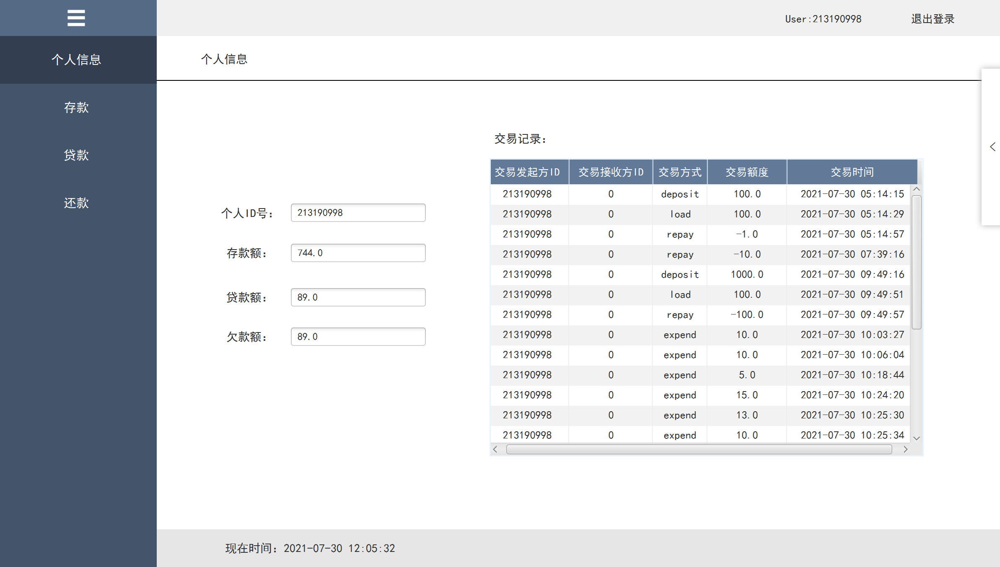 User:213190998 退出登录
个人信息
存款
贷款
还款
个人信息
个人ID号： 213190998
存款额： 744.0
贷款额： 89.0
欠款额： 89.0
交易记录：
交易发起方ID 交易接收方ID 交易方式 交易额度 交易时间
213190998 0 deposit 100.0 2021-07-30 05:14:15
213190998 0 load 100.0 2021-07-30 05:14:29
213190998 0 repay -1.0 2021-07-30 05:14:57
213190998 0 repay -10.0 2021-07-30 07:39:16
213190998 0 deposit 1000.0 2021-07-30 09:49:16
213190998 0 load 100.0 2021-07-30 09:49:51
213190998 0 repay -100.0 2021-07-30 09:49:57
213190998 0 expend 10.0 2021-07-30 10:03:27
213190998 0 expend 10.0 2021-07-30 10:06:04
213190998 0 expend 5.0 2021-07-30 10:18:44
213190998 0 expend 15.0 2021-07-30 10:24:20
213190998 0 expend 13.0 2021-07-30 10:25:30
213190998 0 expend 10.0 2021-07-30 10:25:34
现在时间：2021-07-30 12:05:32